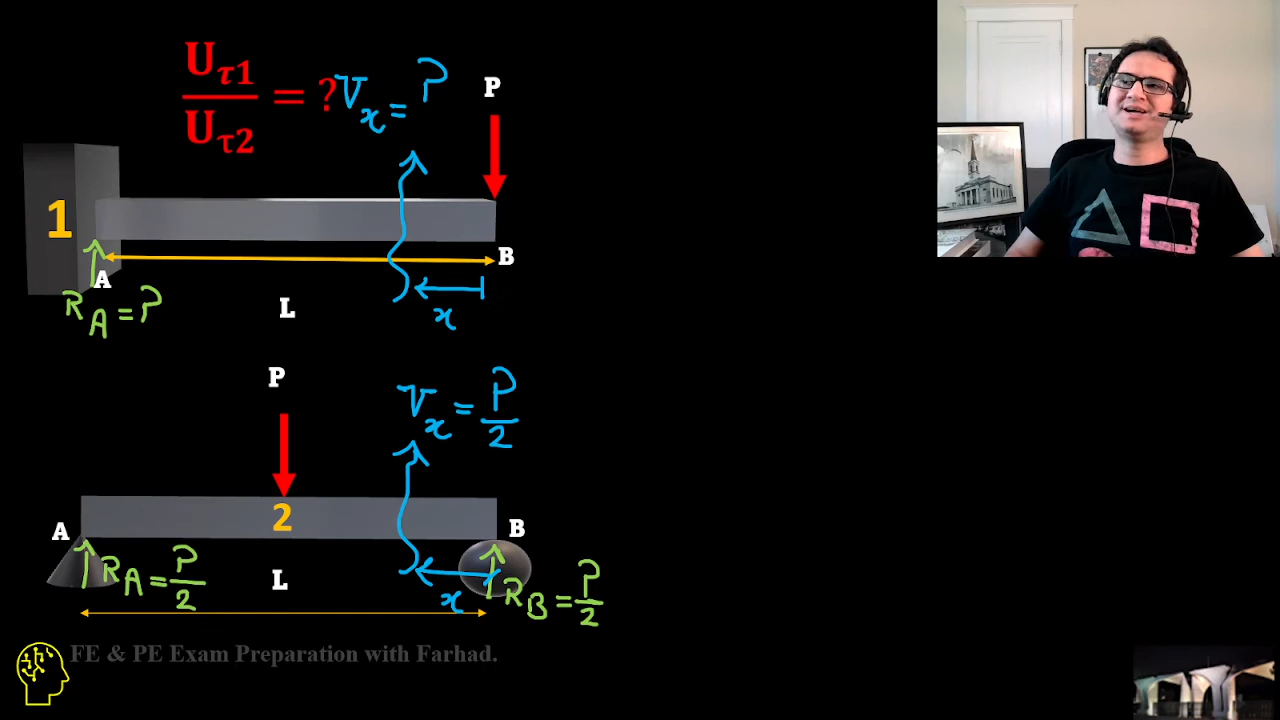 Uτ1
Uτ2
= ?
Vx = P
P
1
A
B
RA = P
L
x
P
Vx = P/2
A
2
B
RA = P/2
L
x
RB = P/2
FE & PE Exam Preparation with Farhad.